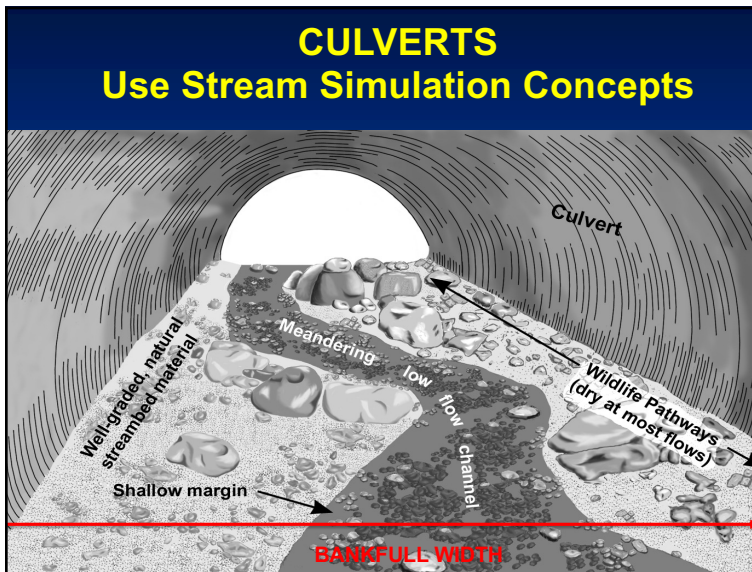 CULVERTS
Use Stream Simulation Concepts
Culvert
Meandering low flow channel
Well-graded, natural
streambed material
Wildlife Pathways
(dry at most flows)
Shallow margin
BANKFULL WIDTH